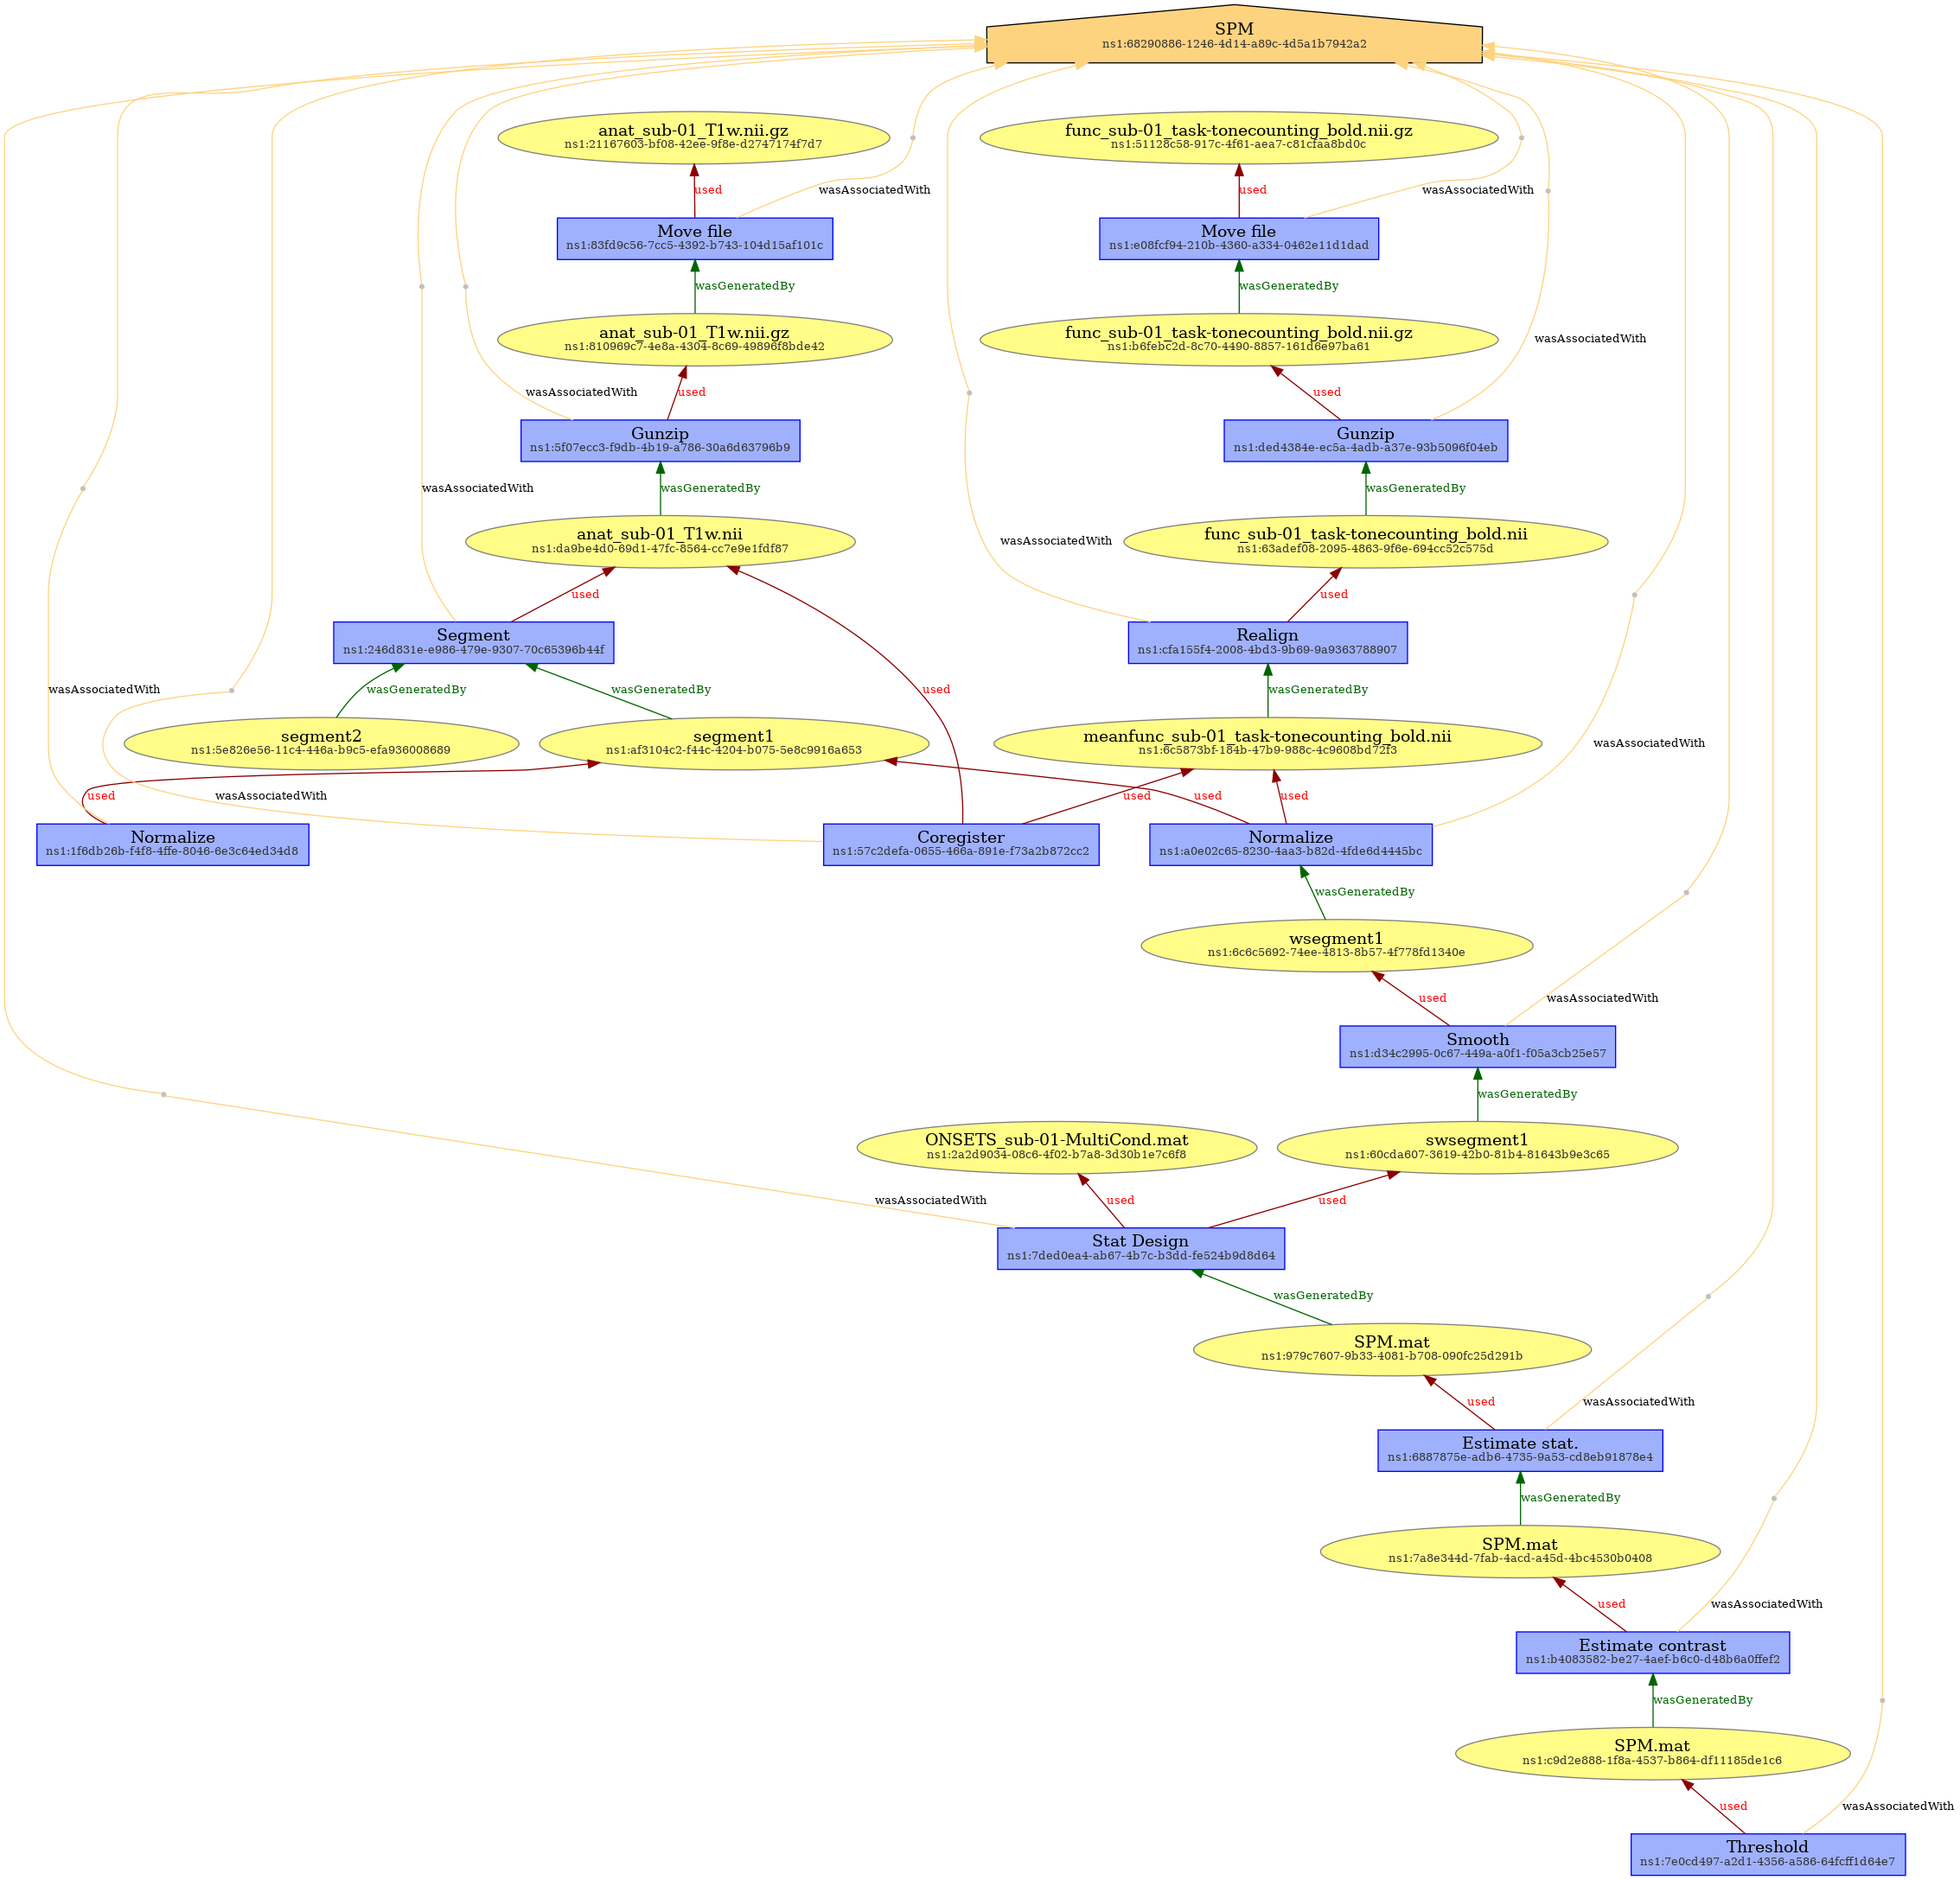 SPM
ns1:68290886-1246-4d14-a89c-4d5a1b7942a2
anat_sub-01_T1w.nii.gz
ns1:21167603-bf08-42ee-9f8e-d2747174f7d7
func_sub-01_task-tonecounting_bold.nii.gz
ns1:51128c58-917c-4f61-aea7-c81cfaa8bd0c
used
wasAssociatedWith
used
wasAssociatedWith
Move file
ns1:83fd9c56-7cc5-4392-b743-104d15af101c
Move file
ns1:e08fcf94-210b-4360-a334-0462e11d1dad
wasGeneratedBy
wasGeneratedBy
anat_sub-01_T1w.nii.gz
ns1:810969c7-4e8a-4304-8c69-49896f8bde42
func_sub-01_task-tonecounting_bold.nii.gz
ns1:b6febc2d-8c70-4490-8857-161d6e97ba61
wasAssociatedWith
wasAssociatedWith
used
used
Gunzip
ns1:5f07ecc3-f9db-4b19-a786-30a6d63796b9
Gunzip
ns1:ded4384e-ec5a-4adb-a37e-93b5096f04eb
wasAssociatedWith
wasGeneratedBy
wasGeneratedBy
anat_sub-01_T1w.nii
ns1:da9be4d0-69d1-47fc-8564-cc7e9e1fdf87
wasAssociatedWith
func_sub-01_task-tonecounting_bold.nii
ns1:63adef08-2095-4863-9f6e-694cc52c575d
used
used
Segment
ns1:246d831e-e986-479e-9307-70c65396b44f
Realign
ns1:cfa155f4-2008-4bd3-9b69-9a9363788907
wasAssociatedWith
wasGeneratedBy
wasGeneratedBy
used
wasGeneratedBy
segment2
ns1:5e826e56-11c4-446a-b9c5-efa936008689
segment1
ns1:af3104c2-f44c-4204-b075-5e8c9916a653
meanfunc_sub-01_task-tonecounting_bold.nii
ns1:6c5873bf-184b-47b9-988c-4c9608bd72f3
wasAssociatedWith
used
wasAssociatedWith
used
used
used
Normalize
ns1:1f6db26b-f4f8-4ffe-8046-6e3c64ed34d8
Coregister
ns1:57c2defa-0655-466a-891e-f73a2b872cc2
Normalize
ns1:a0e02c65-8230-4aa3-b82d-4fde6d4445bc
wasGeneratedBy
wsegment1
ns1:6c6c5692-74ee-4813-8b57-4f778fd1340e
used
wasAssociatedWith
Smooth
ns1:d34c2995-0c67-449a-a0f1-f05a3cb25e57
wasGeneratedBy
ONSETS_sub-01-MultiCond.mat
ns1:2a2d9034-08c6-4f02-b7a8-3d30b1e7c6f8
swsegment1
ns1:60cda607-3619-42b0-81b4-81643b9e3c65
wasAssociatedWith
used
used
Stat Design
ns1:7ded0ea4-ab67-4b7c-b3dd-fe524b9d8d64
wasGeneratedBy
SPM.mat
ns1:979c7607-9b33-4081-b708-090fc25d291b
used
wasAssociatedWith
Estimate stat.
ns1:6887875e-adb6-4735-9a53-cd8eb91878e4
wasGeneratedBy
SPM.mat
ns1:7a8e344d-7fab-4acd-a45d-4bc4530b0408
used
wasAssociatedWith
Estimate contrast
ns1:b4083582-be27-4aef-b6c0-d48b6a0ffef2
wasGeneratedBy
SPM.mat
ns1:c9d2e888-1f8a-4537-b864-df11185de1c6
used
wasAssociatedWith
Threshold
ns1:7e0cd497-a2d1-4356-a586-64fcff1d64e7